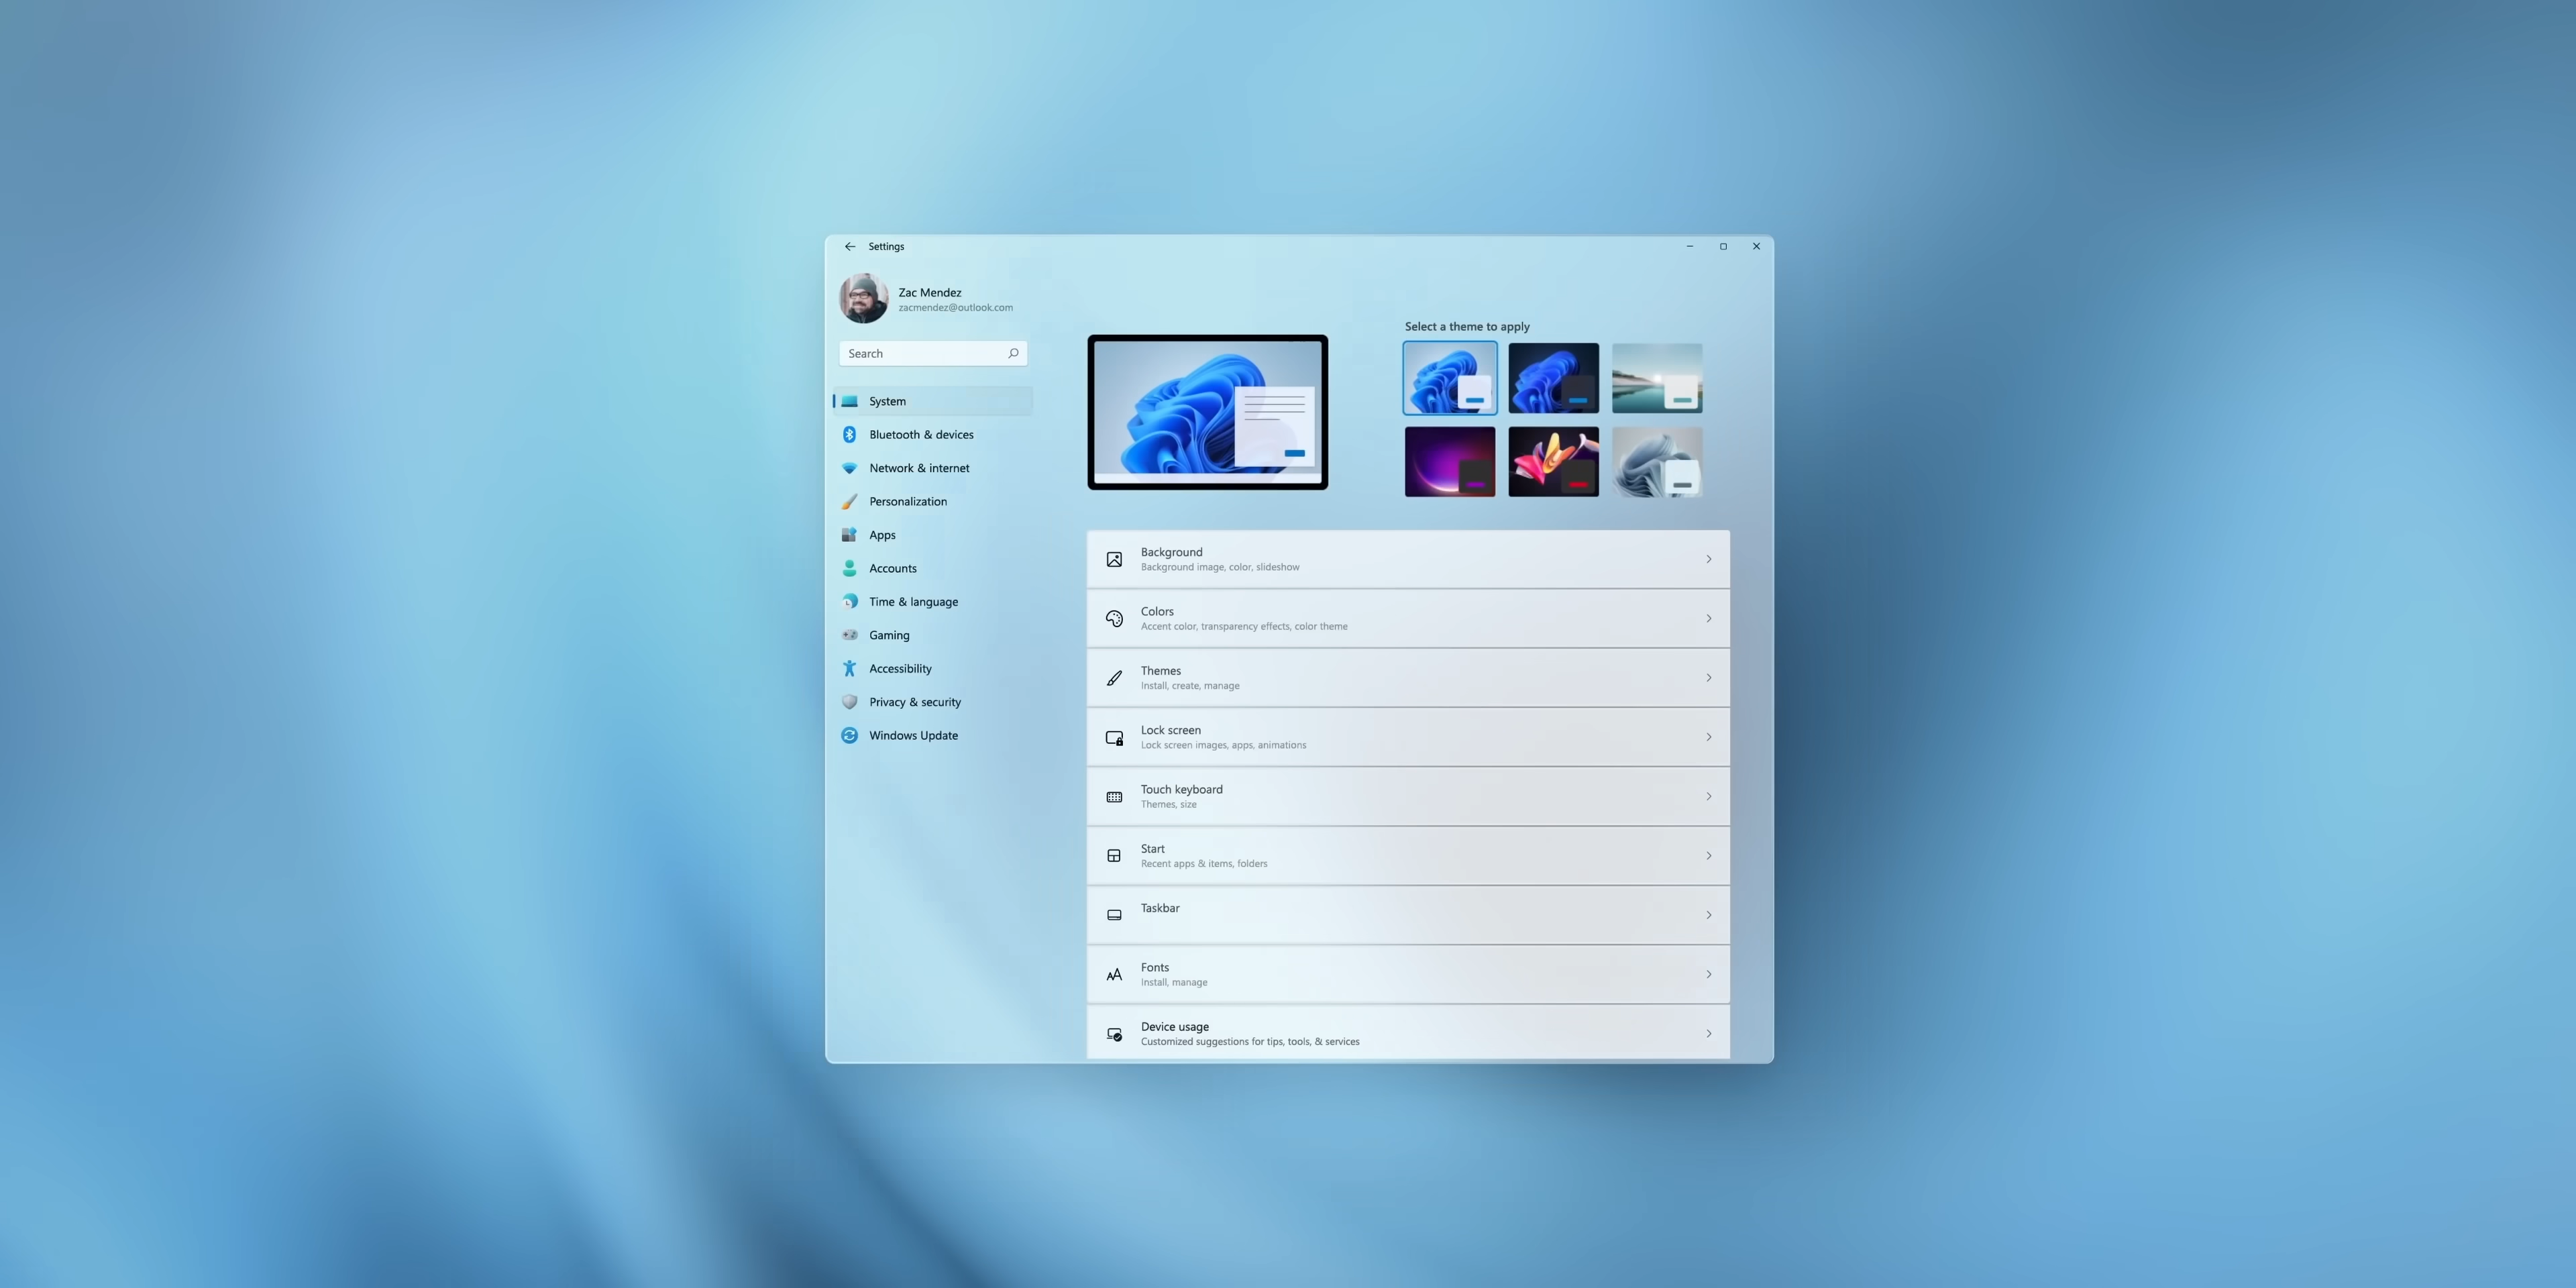 Settings
Zac Mendez
zacmendez@outlook.com
Search
System
Bluetooth & devices
Network & internet
Personalization
Apps
Accounts
Time & language
Gaming
Accessibility
Privacy & security
Windows Update
Select a theme to apply
Background
Background image, color, slideshow
Colors
Accent color, transparency effects, color theme
Themes
Install, create, manage
Lock screen
Lock screen images, apps, animations
Touch keyboard
Themes, size
Start
Recent apps & items, folders
Taskbar
Fonts
Install, manage
Device usage
Customized suggestions for tips, tools, & services